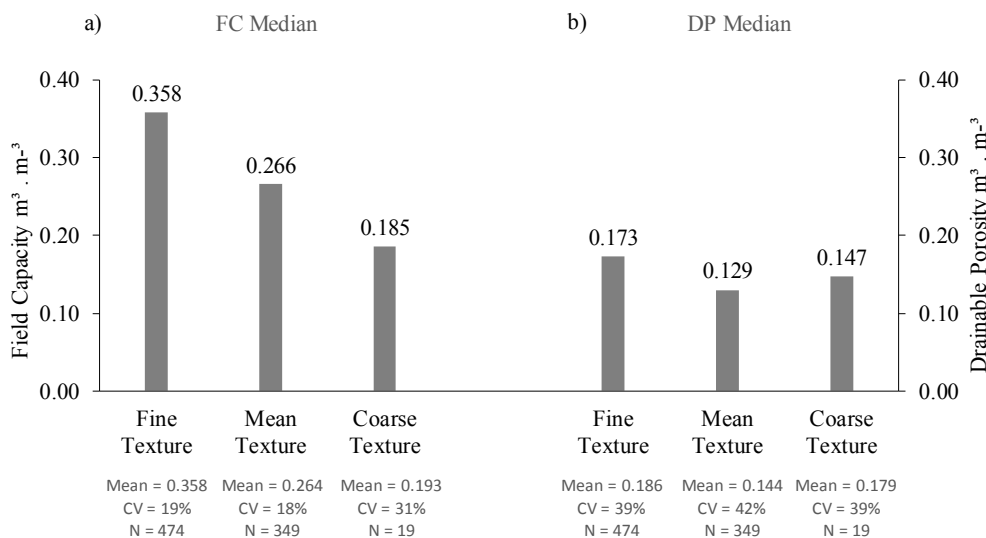 a) FC Median
b) DP Median
Field Capacity m³ . m-³
0.40
0.30
0.20
0.10
0.00
0.358
0.266
0.185
Fine Texture
Mean Texture
Coarse Texture
Mean = 0.358
CV = 19%
N = 474
Mean = 0.264
CV = 18%
N = 349
Mean = 0.193
CV = 31%
N = 19
0.173
0.129
0.147
Fine Texture
Mean Texture
Coarse Texture
Mean = 0.186
CV = 39%
N = 474
Mean = 0.144
CV = 42%
N = 349
Mean = 0.179
CV = 39%
N = 19
0.40
0.30
0.20
0.10
0.00
Drainable Porosity m³ . m-³